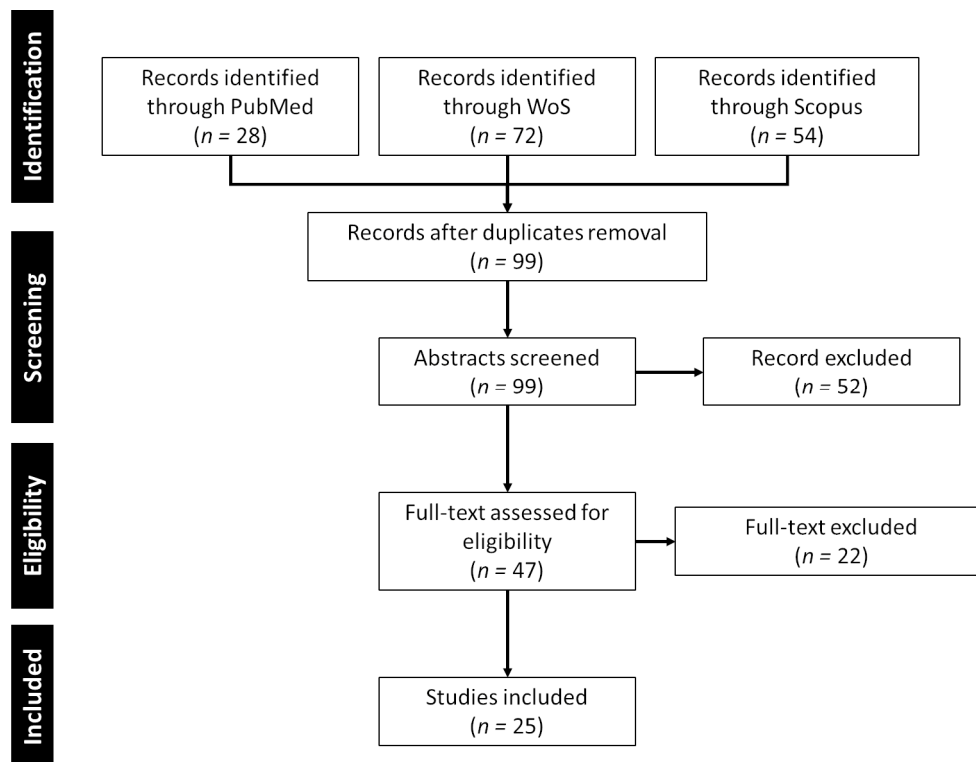 Identification
Records identified
through PubMed
(n = 28)
Records identified
through WoS
(n = 72)
Records identified
through Scopus
(n = 54)
Screening
Records after duplicates removal
(n = 99)
Abstracts screened
(n = 99)
Record excluded
(n = 52)
Eligibility
Full-text assessed for
eligibility
(n = 47)
Full-text excluded
(n = 22)
Included
Studies included
(n = 25)